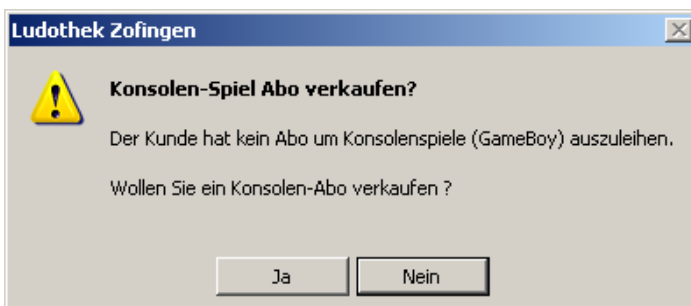 Ludothek Zofingen
Konsolen-Spiel Abo verkaufen?
Der Kunde hat kein Abo um Konsolenspiele (GameBoy) auszuleihen.
Wollen Sie ein Konsolen-Abo verkaufen ?
Ja
Nein